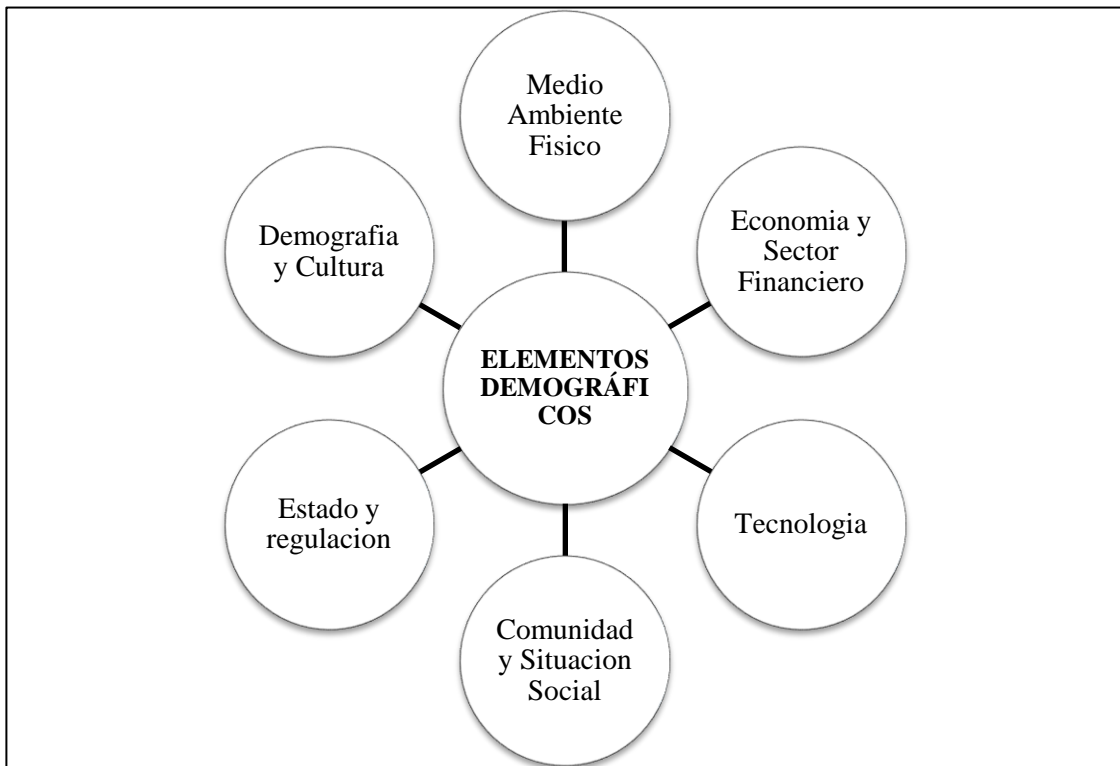 Medio
Ambiente
Fisico
Economia y
Sector
Financiero
Tecnologia
Comunidad
y Situacion
Social
Estado y
regulacion
Demografia
y Cultura
ELEMENTOS
DEMOGRÁFI
COS